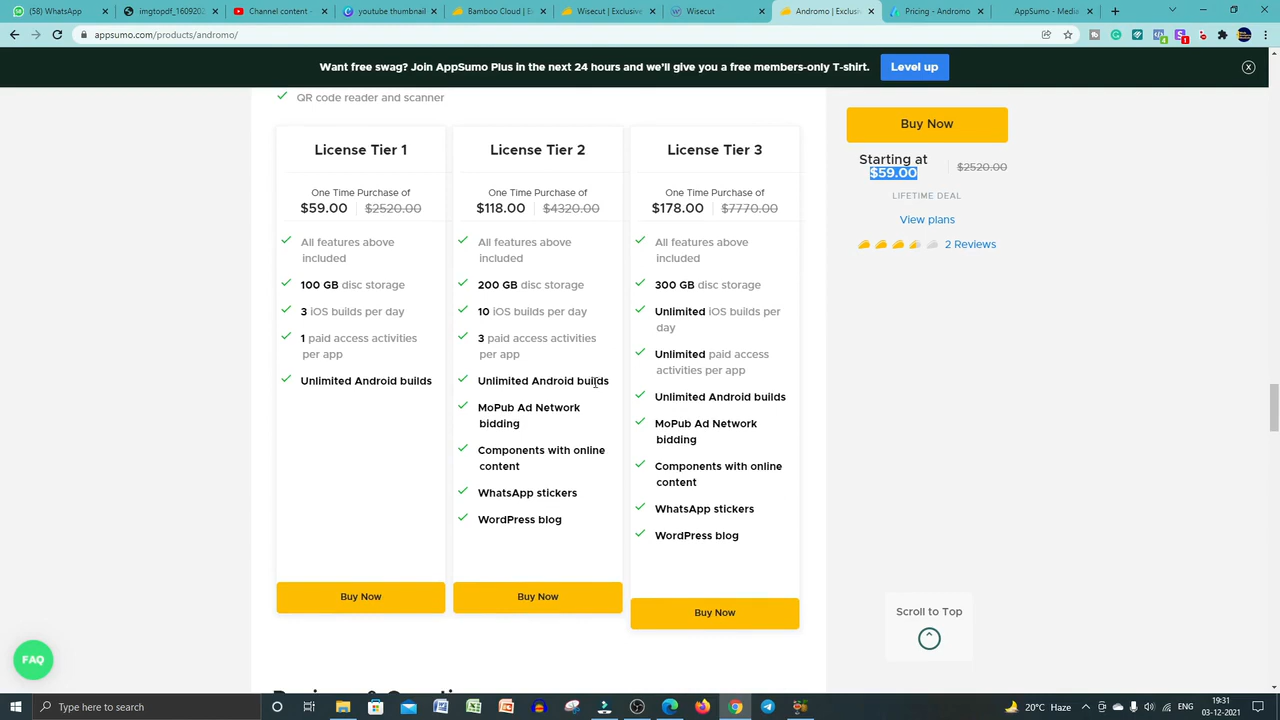 WhatsApp
imgtopdf_160920
Channel content -
YouTube thumbnail
Bamboo Cloud | E
Wisecut | Exclusive
Wisecut
Andromo | Exclus
Pricing - Andromo
AppSumo - Media
appsumo.com/products/andromo/
Want free swag? Join AppSumo Plus in the next 24 hours and we'll give you a free members-only T-shirt.
Level up
QR code reader and scanner
License Tier 1
One Time Purchase of
$59.00 $2520.00
All features above
included
100 GB disc storage
3 iOS builds per day
1 paid access activities
per app
Unlimited Android builds
Buy Now
License Tier 2
One Time Purchase of
$118.00 $4320.00
All features above
included
200 GB disc storage
10 iOS builds per day
3 paid access activities
per app
Unlimited Android builds
MoPub Ad Network
bidding
Components with online
content
WhatsApp stickers
WordPress blog
Buy Now
License Tier 3
One Time Purchase of
$178.00 $7770.00
All features above
included
300 GB disc storage
Unlimited iOS builds per
day
Unlimited paid access
activities per app
Unlimited Android builds
MoPub Ad Network
bidding
Components with online
content
WhatsApp stickers
WordPress blog
Buy Now
Buy Now
Starting at
$59.00 $2520.00
LIFETIME DEAL
View plans
2 Reviews
Scroll to Top
FAQ
Type here to search
20°C Haze
ENG
19:31
03-12-2021